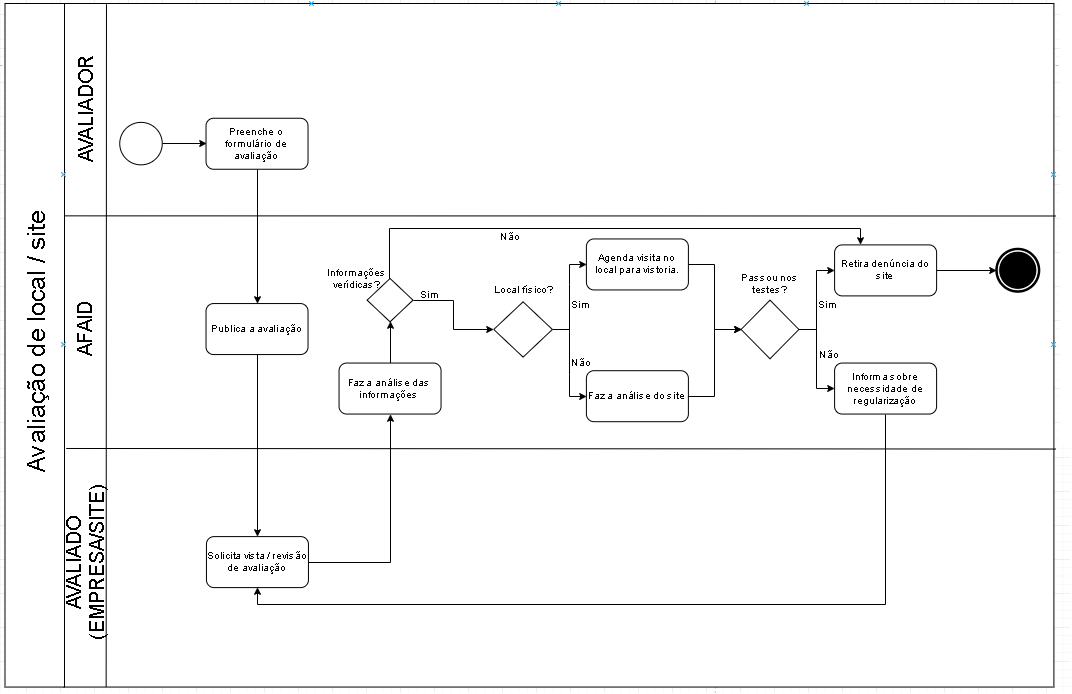 Avaliação de local / site
AVALIADOR
Preenche o
formulário de
avaliação
AFAID
Publica a avaliação
Informações
verídicas?
Não
Sim
Faz a análise das
informações
Local físico?
Sim
Não
Agenda visita no
local para vistoria.
Faz a análise do site
Passou nos
testes?
Sim
Não
Retira denúncia do
site
Informa sobre
necessidade de
regularização
AVALIADO
(EMPRESA/SITE)
Solicita vista / revisão
de avaliação